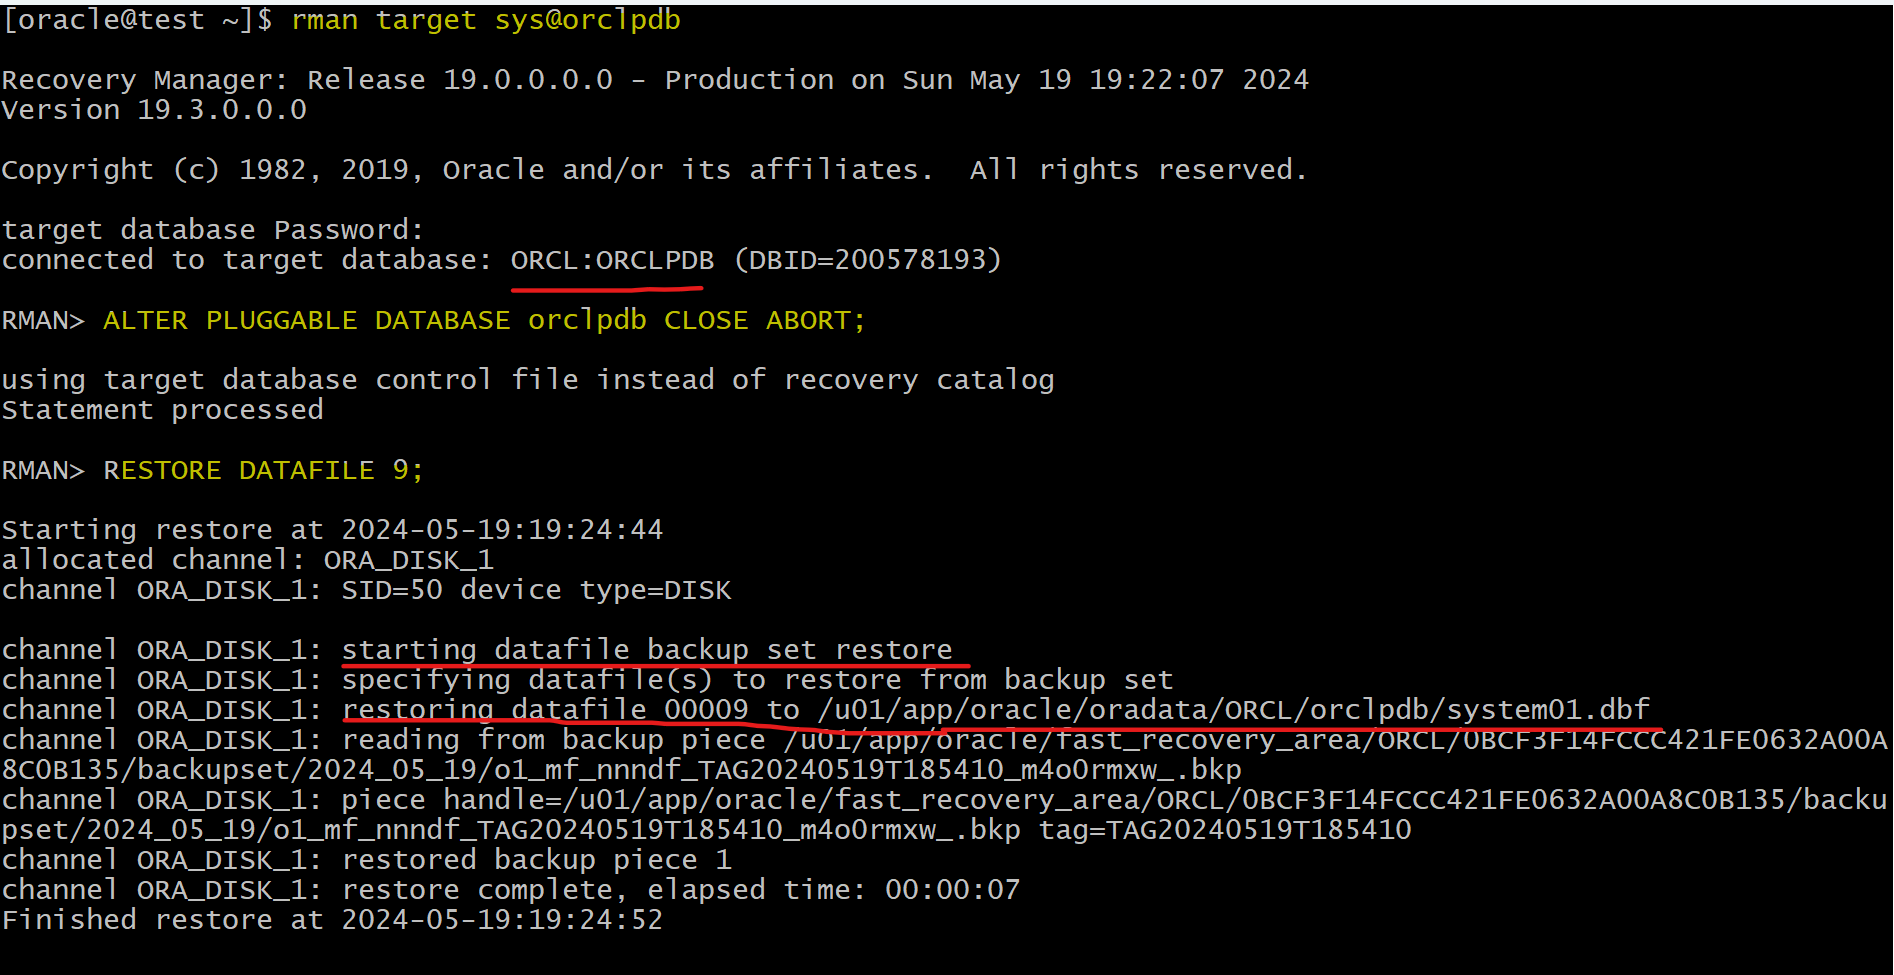 [oracle@test ~]$ rman target sys@orclpdb
Recovery Manager: Release 19.0.0.0.0 - Production on Sun May 19 19:22:07 2024
Version 19.3.0.0.0
Copyright (c) 1982, 2019, Oracle and/or its affiliates.  All rights reserved.
target database Password:
connected to target database: ORCL:ORCLPDB (DBID=200578193)
RMAN> ALTER PLUGGABLE DATABASE orclpdb CLOSE ABORT;
using target database control file instead of recovery catalog
Statement processed
RMAN> RESTORE DATAFILE 9;
Starting restore at 2024-05-19:19:24:44
allocated channel: ORA_DISK_1
channel ORA_DISK_1: SID=50 device type=DISK
channel ORA_DISK_1: starting datafile backup set restore
channel ORA_DISK_1: specifying datafile(s) to restore from backup set
channel ORA_DISK_1: restoring datafile 00009 to /u01/app/oracle/oradata/ORCL/orclpdb/system01.dbf
channel ORA_DISK_1: reading from backup piece /u01/app/oracle/fast_recovery_area/ORCL/0BCF3F14FCCC421FE0632A00A
8C0B135/backupset/2024_05_19/o1_mf_nnndf_TAG20240519T185410_m4o0rmxw_.bkp
channel ORA_DISK_1: piece handle=/u01/app/oracle/fast_recovery_area/ORCL/0BCF3F14FCCC421FE0632A00A8C0B135/backu
pset/2024_05_19/o1_mf_nnndf_TAG20240519T185410_m4o0rmxw_.bkp tag=TAG20240519T185410
channel ORA_DISK_1: restored backup piece 1
channel ORA_DISK_1: restore complete, elapsed time: 00:00:07
Finished restore at 2024-05-19:19:24:52